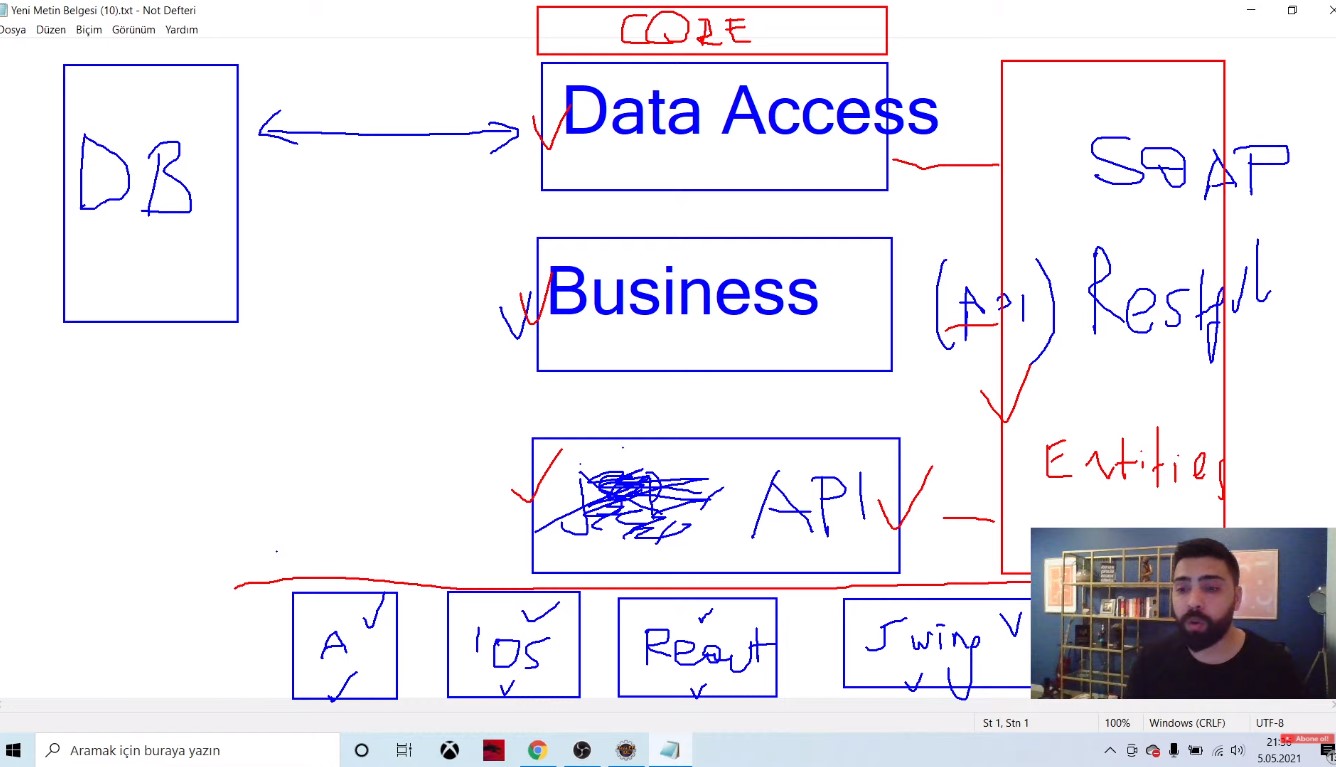 Yeni Metin Belgesi (10).txt - Not Defteri
Dosya Düzen Biçim Görünüm Yardım
CORE
Data Access
DB
SOAP
Business
(API) Restful
Entities
API
A
IOS
React
Swing
St 1, Stn 1
100%
Windows (CRLF)
UTF-8
Aramak için buraya yazın
Abone ol!
5.05.2021